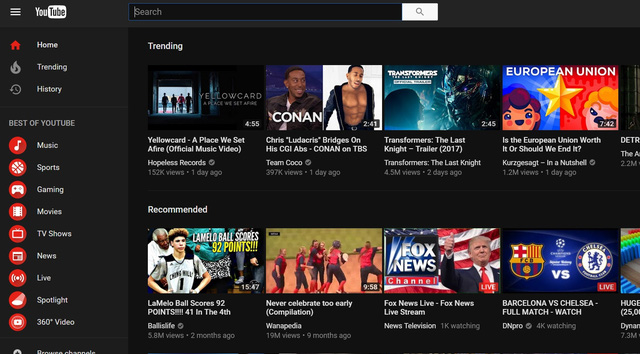 YouTube
Search
Home
Trending
History
BEST OF YOUTUBE
Music
Sports
Gaming
Movies
TV Shows
News
Live
Spotlight
360° Video
Browse channels
Trending
YELLOWCARD
A PLACE WE SET AFIRE
4:55
Yellowcard - A Place We Set
Afire (Official Music Video)
Hopeless Records
152K views • 1 day ago
CONAN
2:41
Chris "Ludacris" Bridges On
His CGI Abs - CONAN on TBS
Team Coco
397K views • 1 day ago
TRANSFORMERS
THE LAST KNIGHT
OFFICIAL TRAILER
2:45
Transformers: The Last
Knight – Trailer (2017)
Transformers: The Last Knight
4.5M views • 2 days ago
EUROPEAN UNION
7:42
Is the European Union Worth
It Or Should We End It?
Kurzgesagt – In a Nutshell
1.2M views • 1 day ago
DETR
The A
2.2M
Recommended
LAMELO BALL SCORES
92 POINTS!!!
CHINO HILLS
15:47
LaMelo Ball Scores 92
POINTS!!!! 41 In The 4th
Ballislife
5.8M views • 2 months ago
9:58
Never celebrate too early
(Compilation)
Wanapedia
19M views • 9 months ago
FOX
NEWS
Channel
LIVE
Fox News Live - Fox News
Live Stream
News Television 1K watching
VS
CHELSEA
LIVE
BARCELONA VS CHELSEA -
FULL MATCH - WATCH
DNpro 4K watching
HUGE
(25,0
Dynam
7.3M